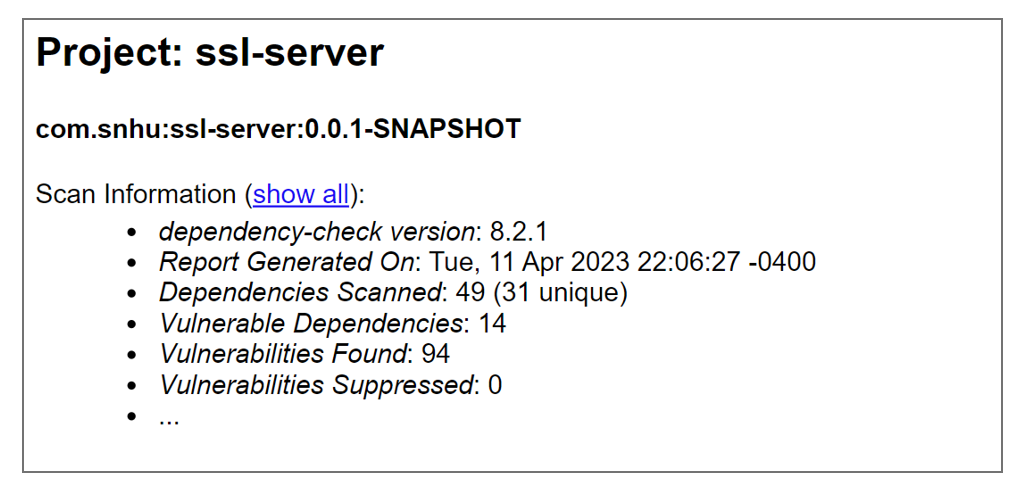 Project: ssl-server
com.snhu:ssl-server:0.0.1-SNAPSHOT
Scan Information (show all):
• dependency-check version: 8.2.1
• Report Generated On: Tue, 11 Apr 2023 22:06:27 -0400
• Dependencies Scanned: 49 (31 unique)
• Vulnerable Dependencies: 14
• Vulnerabilities Found: 94
• Vulnerabilities Suppressed: 0
• ...